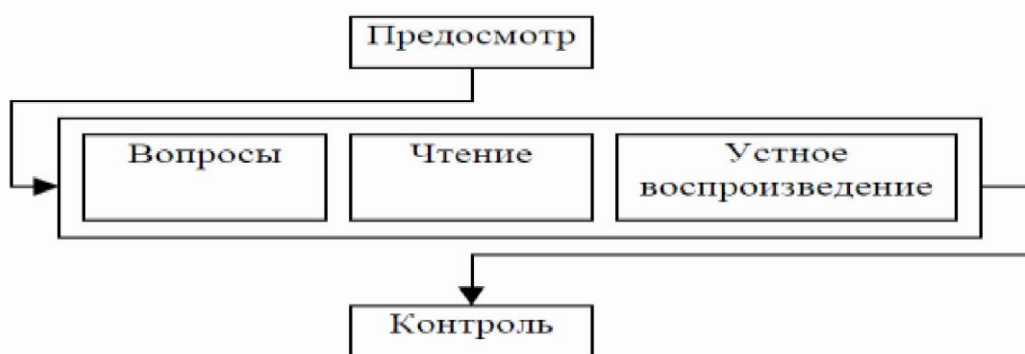 Предосмотр
Вопросы
Чтение
Устное
воспроизведение
Контроль